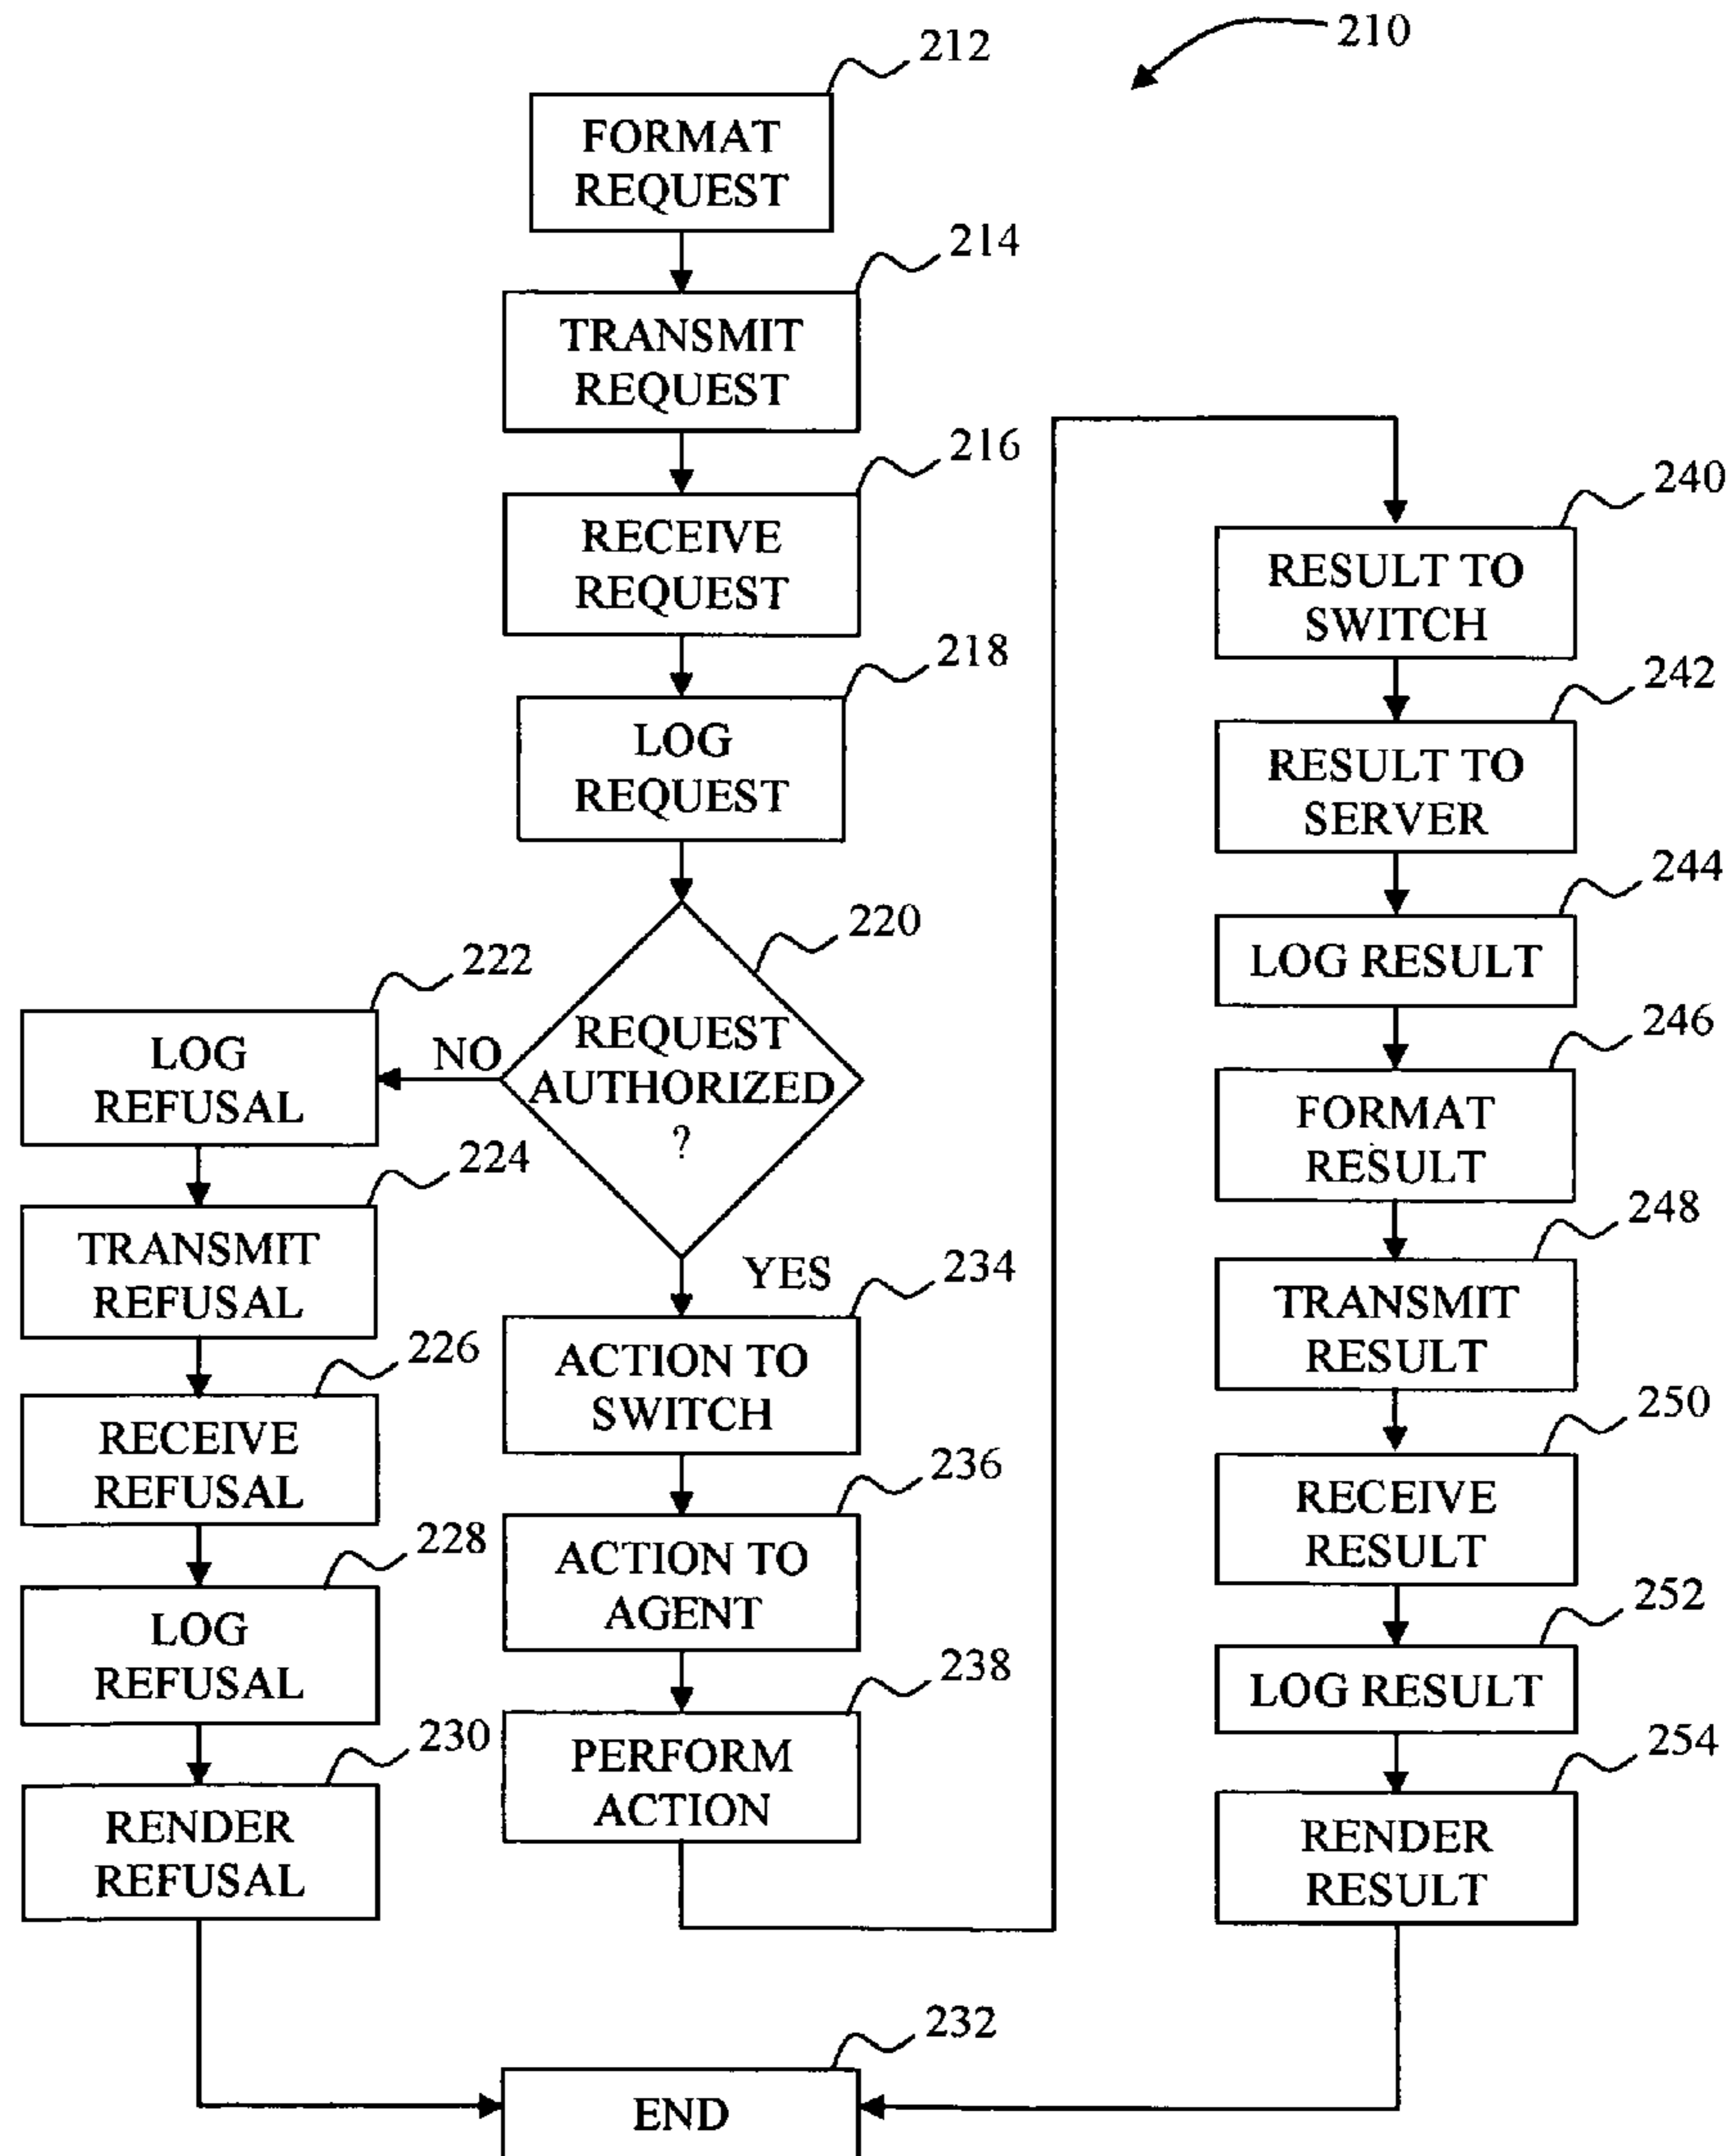 210
212
FORMAT
REQUEST
214
TRANSMIT
REQUEST
216
RECEIVE
REQUEST
218
LOG
REQUEST
220
REQUEST
AUTHORIZED
?
NO
222
LOG
REFUSAL
224
TRANSMIT
REFUSAL
226
RECEIVE
REFUSAL
228
LOG
REFUSAL
230
RENDER
REFUSAL
YES
234
ACTION TO
SWITCH
236
ACTION TO
AGENT
238
PERFORM
ACTION
240
RESULT TO
SWITCH
242
RESULT TO
SERVER
244
LOG RESULT
246
FORMAT
RESULT
248
TRANSMIT
RESULT
250
RECEIVE
RESULT
252
LOG RESULT
254
RENDER
RESULT
232
END